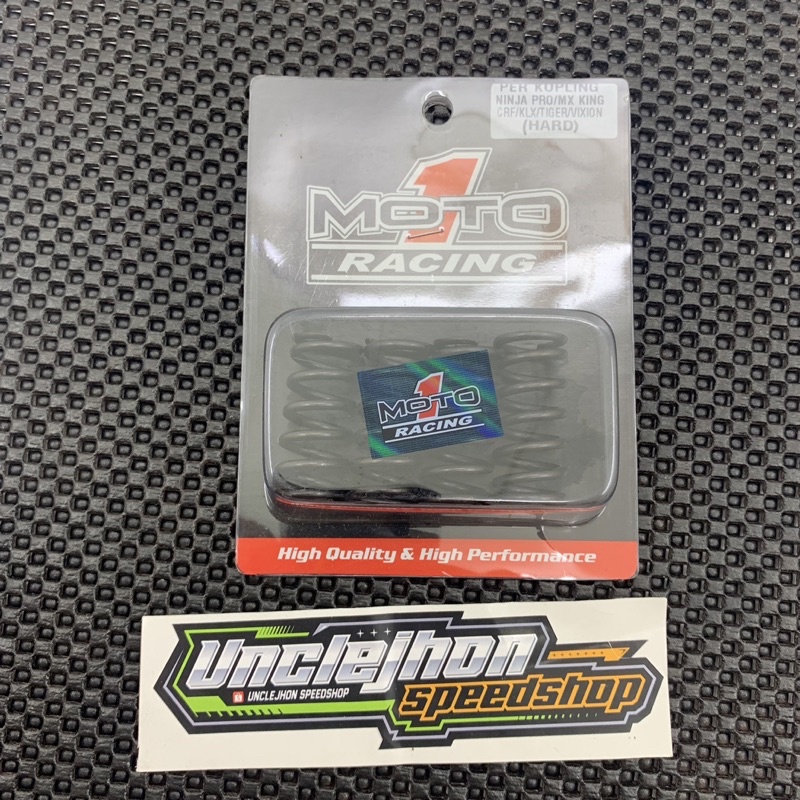 PER KOPLING
NINJA PRO/MX KING
CRF/KLX/TIGER/VIXION
(HARD)
1
MOTO
RACING
1
MOTO
RACING
High Quality & High Performance
Unclejhon
UNCLEJHON SPEEDSHOP
speedshop